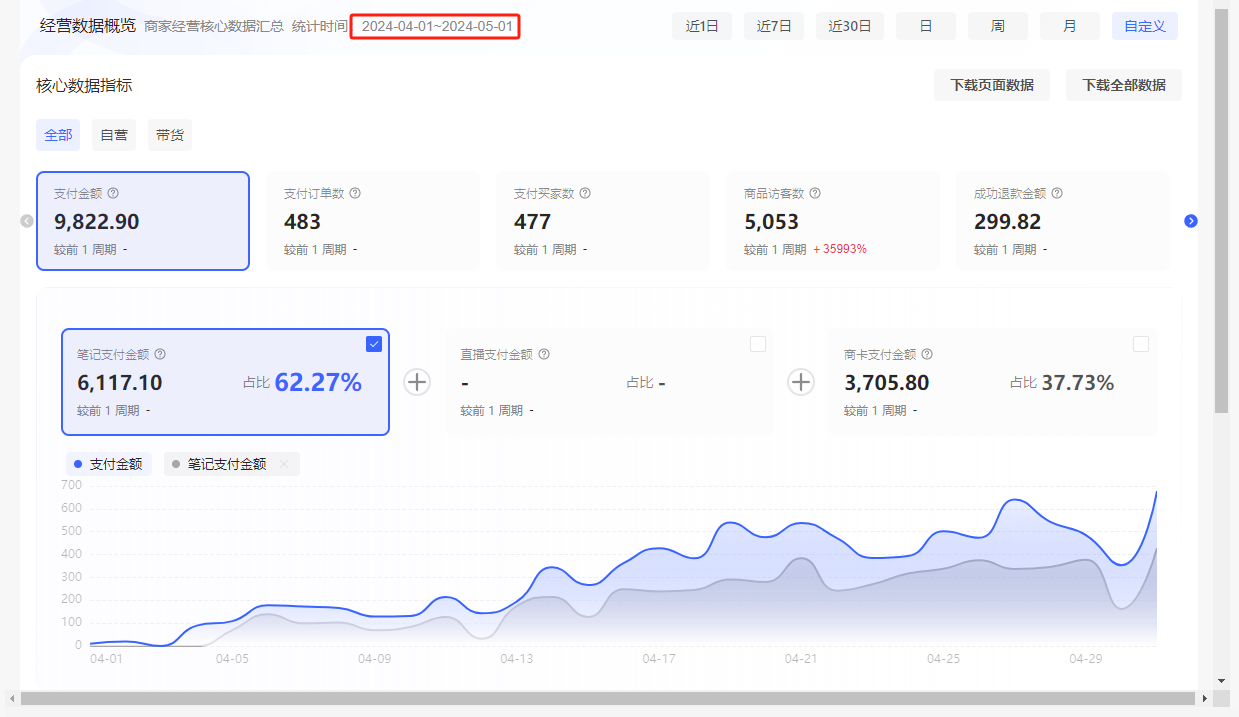 经营数据概览 商家经营核心数据汇总 统计时间 2024-04-01~2024-05-01 近1日 近7日 近30日 日 周 月 自定义
核心数据指标 下载页面数据 下载全部数据
全部 自营 带货
支付金额 支付订单数 支付买家数 商品访客数 成功退款金额
9,822.90 483 477 5,053 299.82
较前 1 周期 - 较前 1 周期 - 较前 1 周期 - 较前 1 周期 + 35993% 较前 1 周期 -
笔记支付金额 直播支付金额 商卡支付金额
6,117.10 占比 62.27% - 占比 - 3,705.80 占比 37.73%
较前 1 周期 - 较前 1 周期 - 较前 1 周期 -
支付金额 笔记支付金额
700
600
500
400
300
200
100
0
04-01 04-05 04-09 04-13 04-17 04-21 04-25 04-29